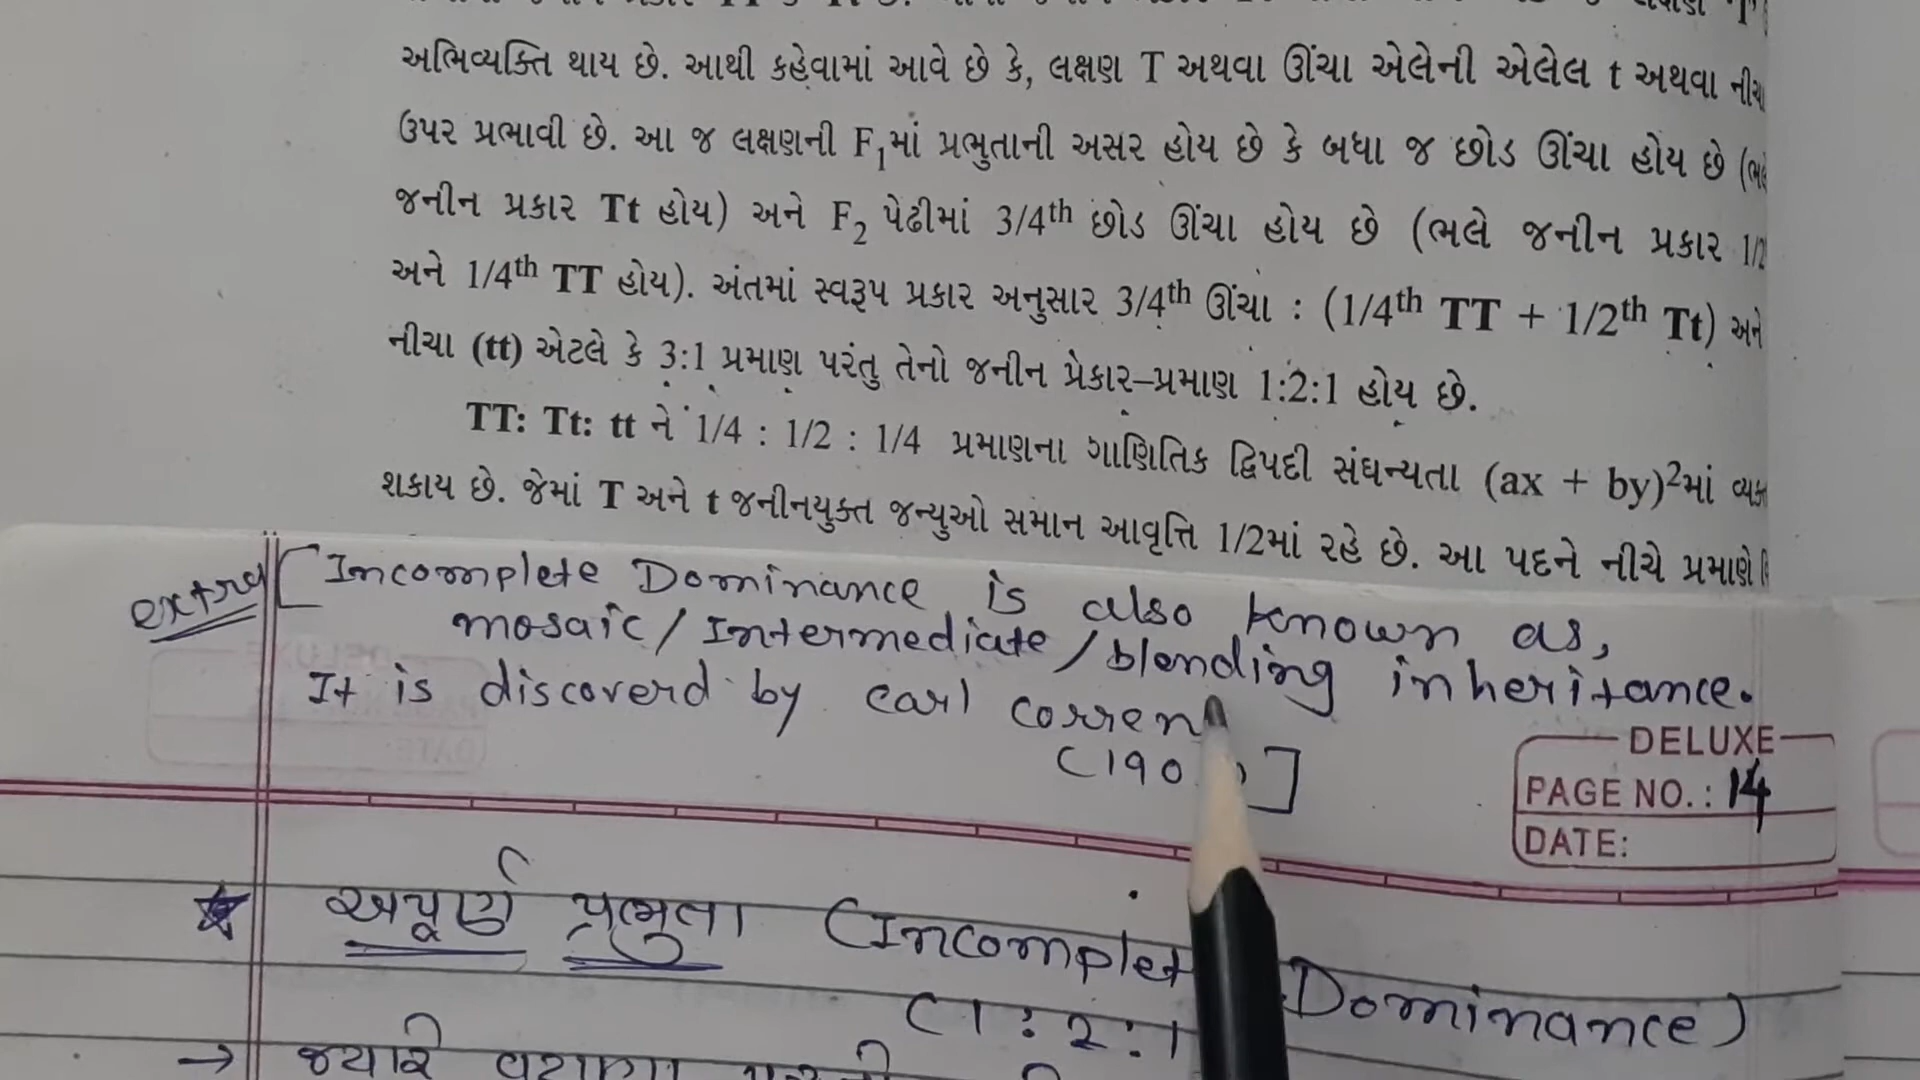 અભિવ્યક્તિ થાય છે. આથી કહેવામાં આવે છે કે, લક્ષણ T અથવા ઊંચા એલેની એલેલ t અથવા
ઉપર પ્રભાવી છે. આ જ લક્ષણની F₁માં પ્રભુતાની અસર હોય છે કે બધા જ છોડ ઊંચા હોય છે
જનીન પ્રકાર Tt હોય) અને F₂ પેઢીમાં 3/4th છોડ ઊંચા હોય છે (ભલે જનીન પ્રકાર 1/2
અને 1/4th TT હોય). અંતમાં સ્વરૂપ પ્રકાર અનુસાર 3/4th ઊંચા : (1/4th TT + 1/2th Tt) અને
નીચા (tt) એટલે કે 3:1 પ્રમાણ પરંતુ તેનો જનીન પ્રકાર–પ્રમાણ 1:2:1 હોય છે.
TT: Tt: tt ને 1/4 : 1/2 : 1/4 પ્રમાણના ગાણિતિક દ્વિપદી સંઘન્યતા (ax + by)²માં
શકાય છે. જેમાં T અને t જનીનયુક્ત જન્યુઓ સમાન આવૃત્તિ 1/2માં રહે છે. આ પદને નીચે પ્રમાણે
extra [Incomplete Dominance is also known as,
mosaic/Intermediate/blending inheritance.
It is discoverd by carl corren
(190 ]
DELUXE
PAGE NO.: 14
DATE:
અપૂર્ણ પ્રભુતા (Incomplet Dominance)
(1:2:1
→ જ્યારે